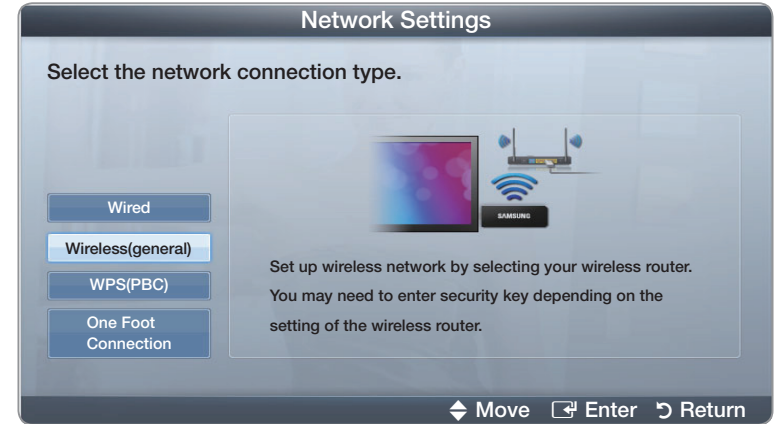 Network Settings
Select the network connection type.
Wired
Wireless(general)
WPS(PBC)
One Foot
Connection
SAMSUNG
Set up wireless network by selecting your wireless router.
You may need to enter security key depending on the
setting of the wireless router.
Move Enter Return